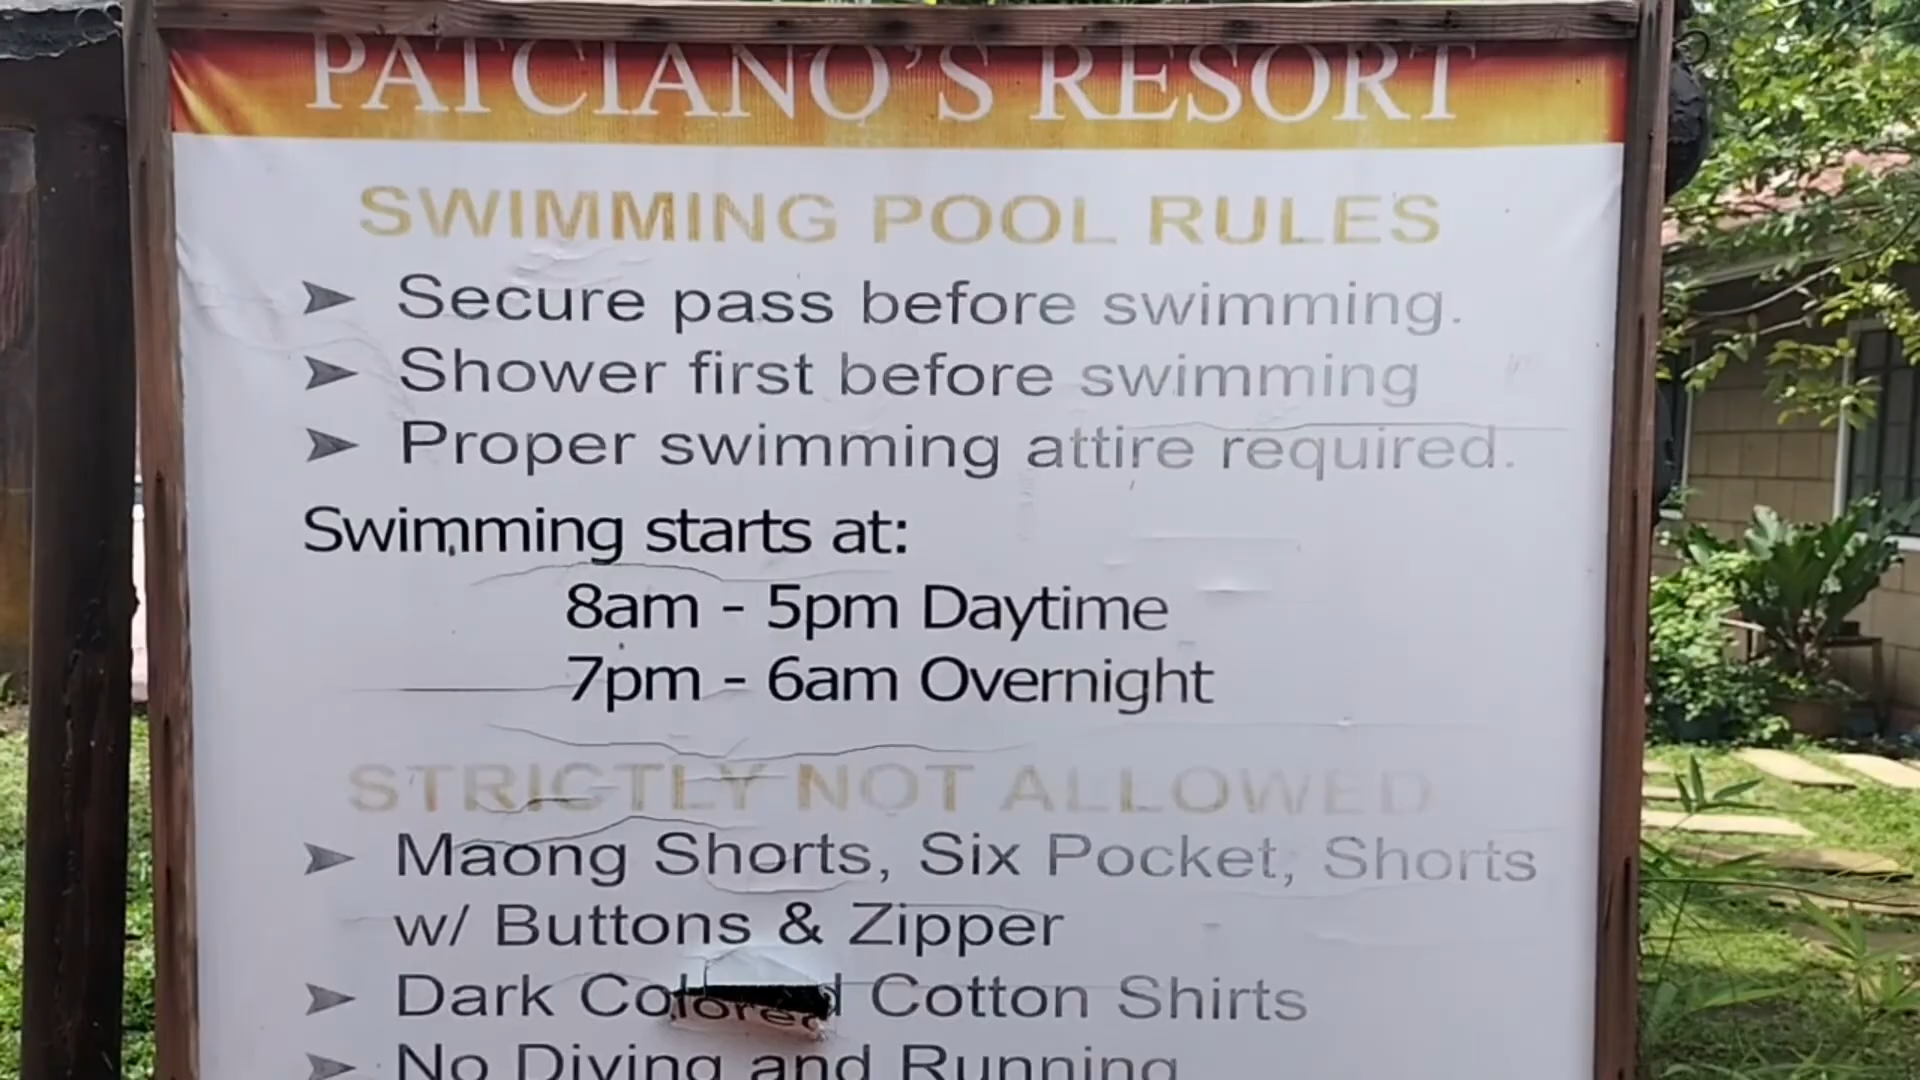 PATCIANO'S RESORT
SWIMMING POOL RULES
➤ Secure pass before swimming.
➤ Shower first before swimming
➤ Proper swimming attire required.
Swimming starts at:
8am - 5pm Daytime
7pm - 6am Overnight
STRICTLY NOT ALLOWED
➤ Maong Shorts, Six Pocket, Shorts
w/ Buttons & Zipper
➤ Dark Colored Cotton Shirts
➤ No Diving and Running